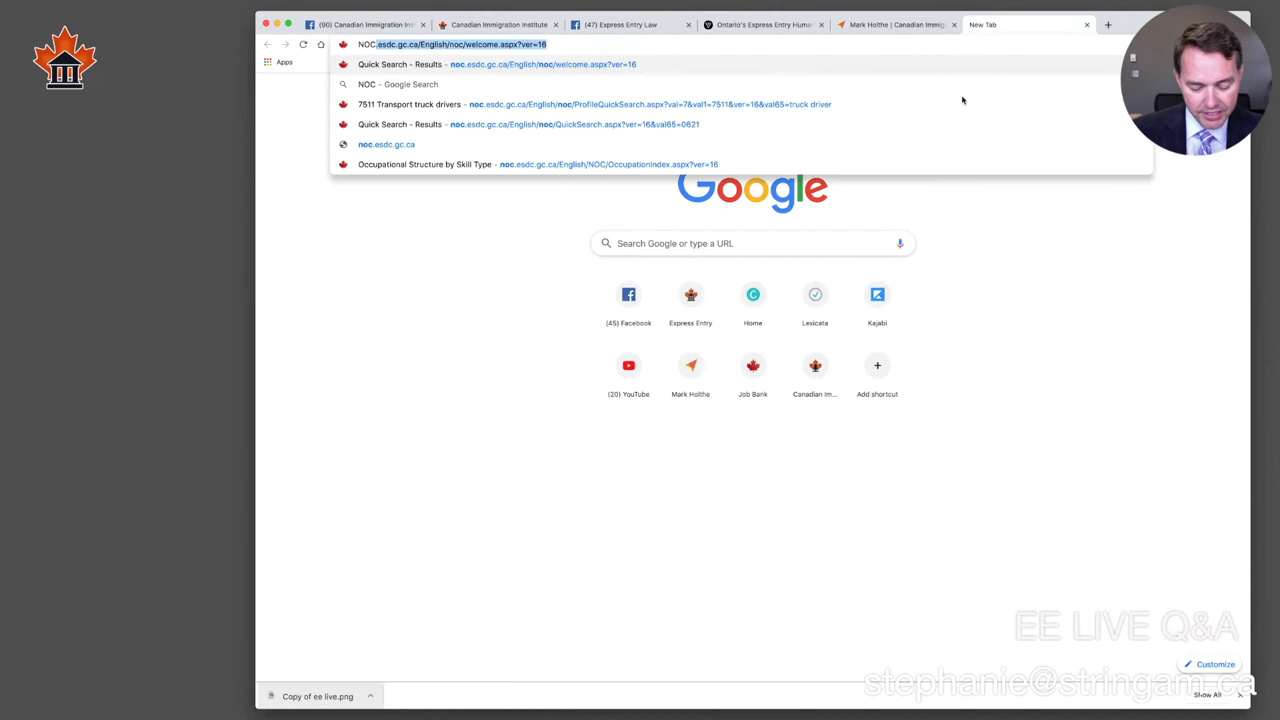 (90) Canadian Immigration Ins
Canadian Immigration Institute
(47) Express Entry Law
Ontario's Express Entry Huma
Mark Holthe | Canadian Immig
New Tab
NOC.esdc.gc.ca/English/noc/welcome.aspx?ver=16
Apps
Quick Search - Results - noc.esdc.gc.ca/English/noc/welcome.aspx?ver=16
NOC - Google Search
7511 Transport truck drivers - noc.esdc.gc.ca/English/noc/ProfileQuickSearch.aspx?val=7&val1=7511&ver=16&val65=truck driver
Quick Search - Results - noc.esdc.gc.ca/English/noc/QuickSearch.aspx?ver=16&val65=0621
noc.esdc.gc.ca
Occupational Structure by Skill Type - noc.esdc.gc.ca/English/NOC/OccupationIndex.aspx?ver=16
Google
Search Google or type a URL
(45) Facebook
Express Entry
Home
Lexicata
Kajabi
(20) YouTube
Mark Holthe
Job Bank
Canadian Im...
Add shortcut
EE LIVE Q&A
Customize
stephanie@stringam.ca
Copy of ee live.png
Show All